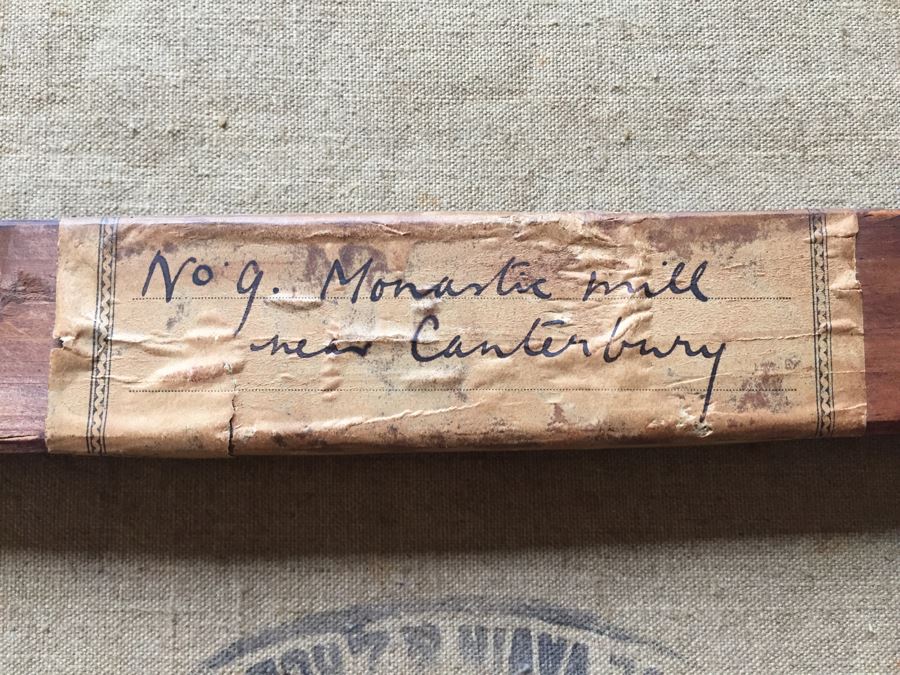 No. 9. Monastic mill
near Canterbury